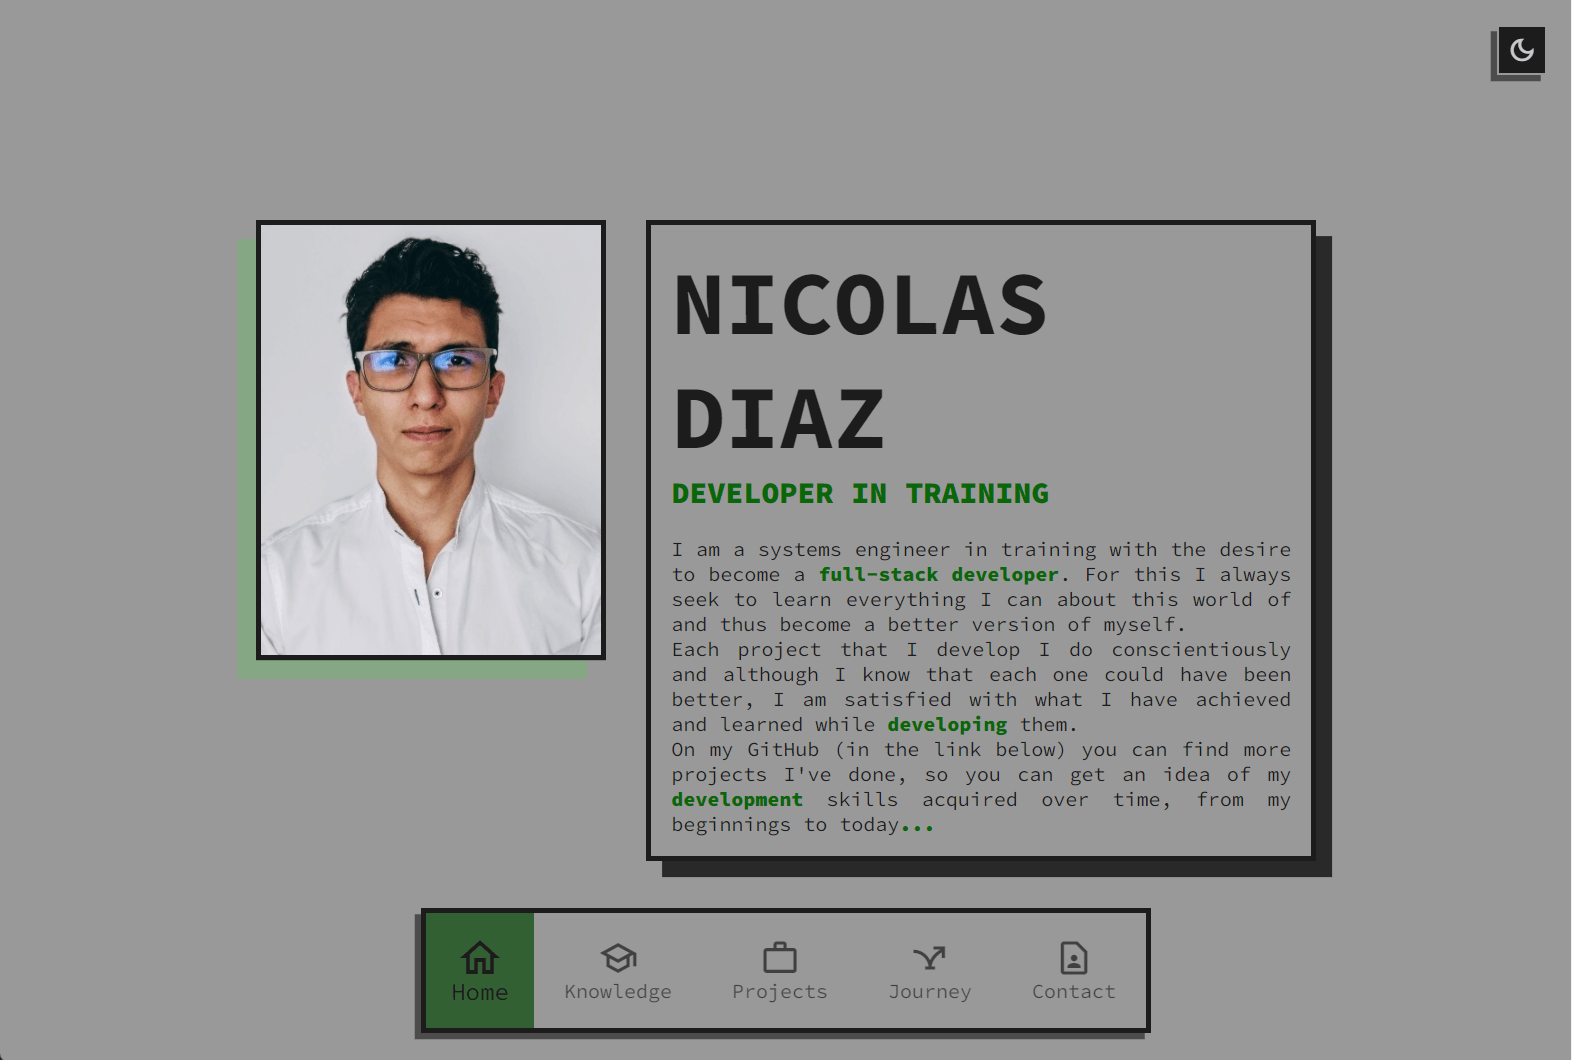 NICOLAS
DIAZ
DEVELOPER IN TRAINING
I am a systems engineer in training with the desire
to become a full-stack developer. For this I always
seek to learn everything I can about this world of
and thus become a better version of myself.
Each project that I develop I do conscientiously
and although I know that each one could have been
better, I am satisfied with what I have achieved
and learned while developing them.
On my GitHub (in the link below) you can find more
projects I've done, so you can get an idea of my
development skills acquired over time, from my
beginnings to today...
Home
Knowledge
Projects
Journey
Contact